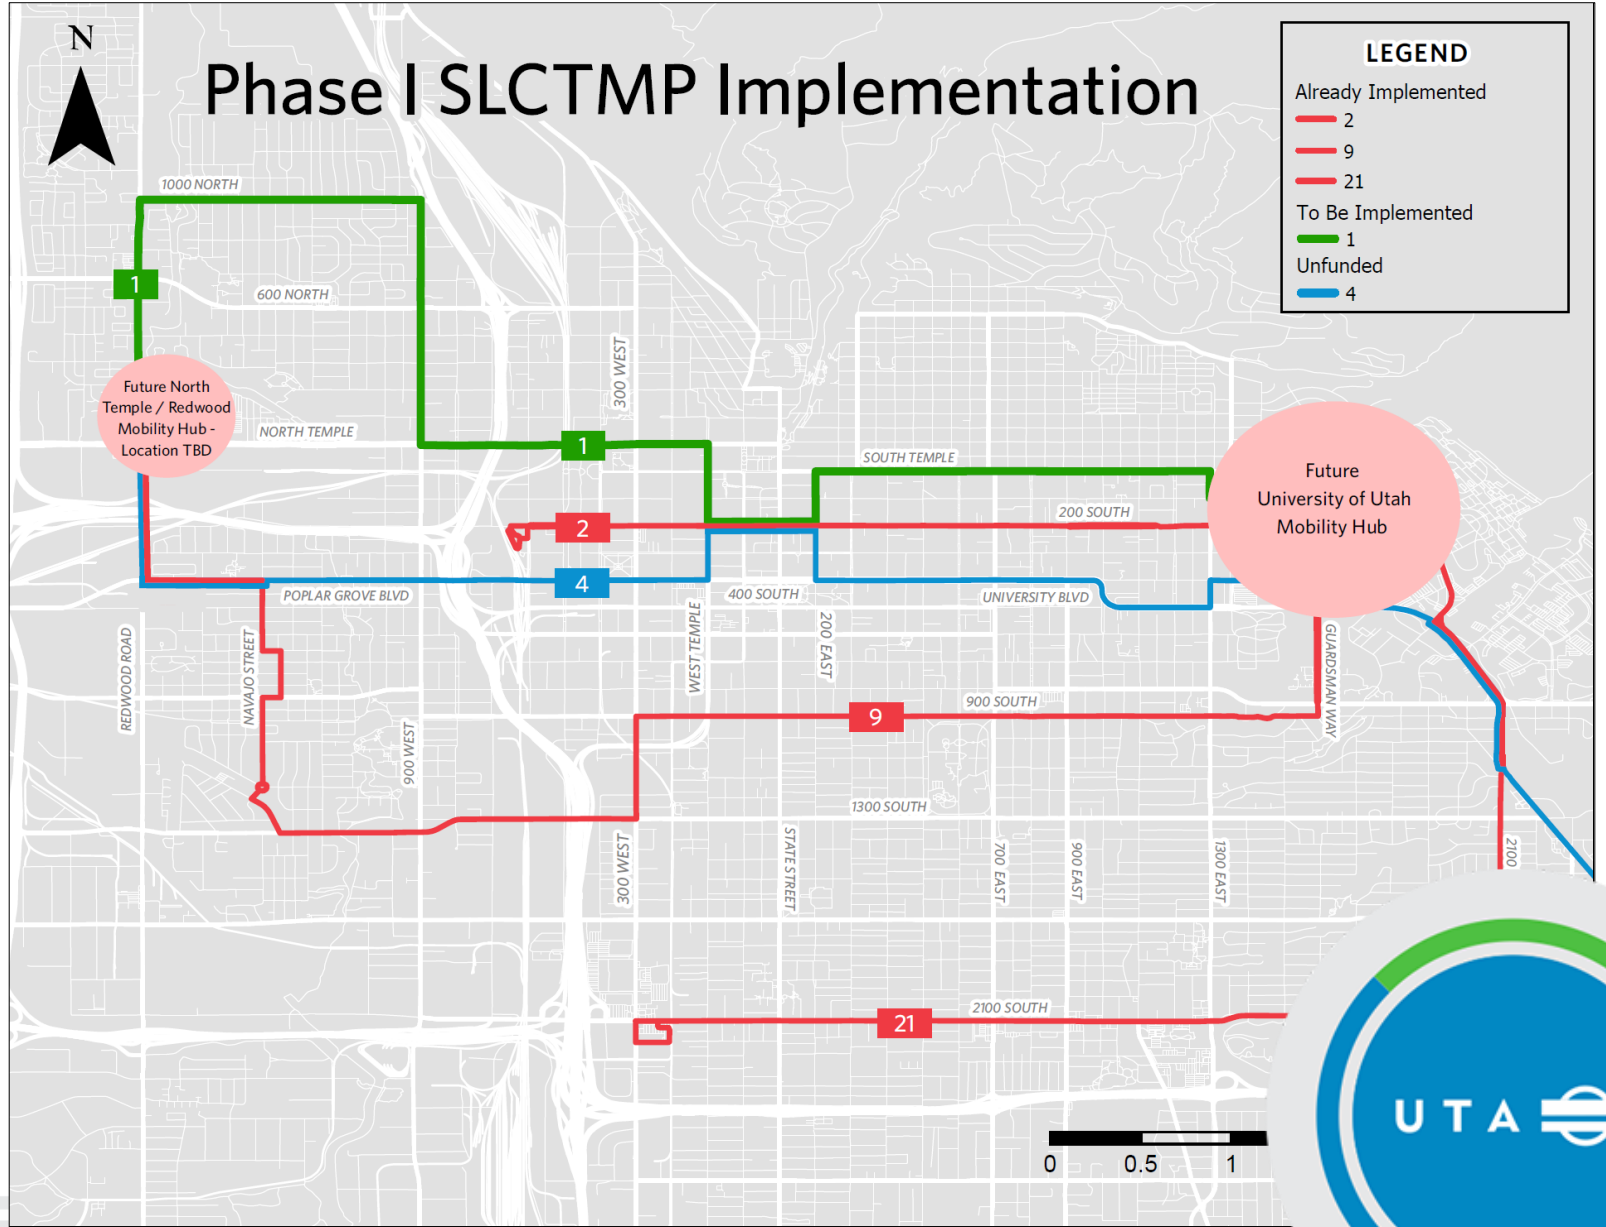 N
Phase I SLCTMP Implementation
LEGEND
Already Implemented
2
9
21
To Be Implemented
1
Unfunded
4
1000 NORTH
1
600 NORTH
300 WEST
Future North
Temple / Redwood
Mobility Hub -
Location TBD
NORTH TEMPLE
1
SOUTH TEMPLE
Future
University of Utah
Mobility Hub
2
200 SOUTH
4
POPLAR GROVE BLVD
400 SOUTH
UNIVERSITY BLVD
REDWOOD ROAD
NAVAJO STREET
WEST TEMPLE
200 EAST
GUARDSMAN WAY
900 WEST
9
900 SOUTH
1300 SOUTH
300 WEST
STATE STREET
700 EAST
900 EAST
1300 EAST
2100
21
2100 SOUTH
UTA
0 0.5 1